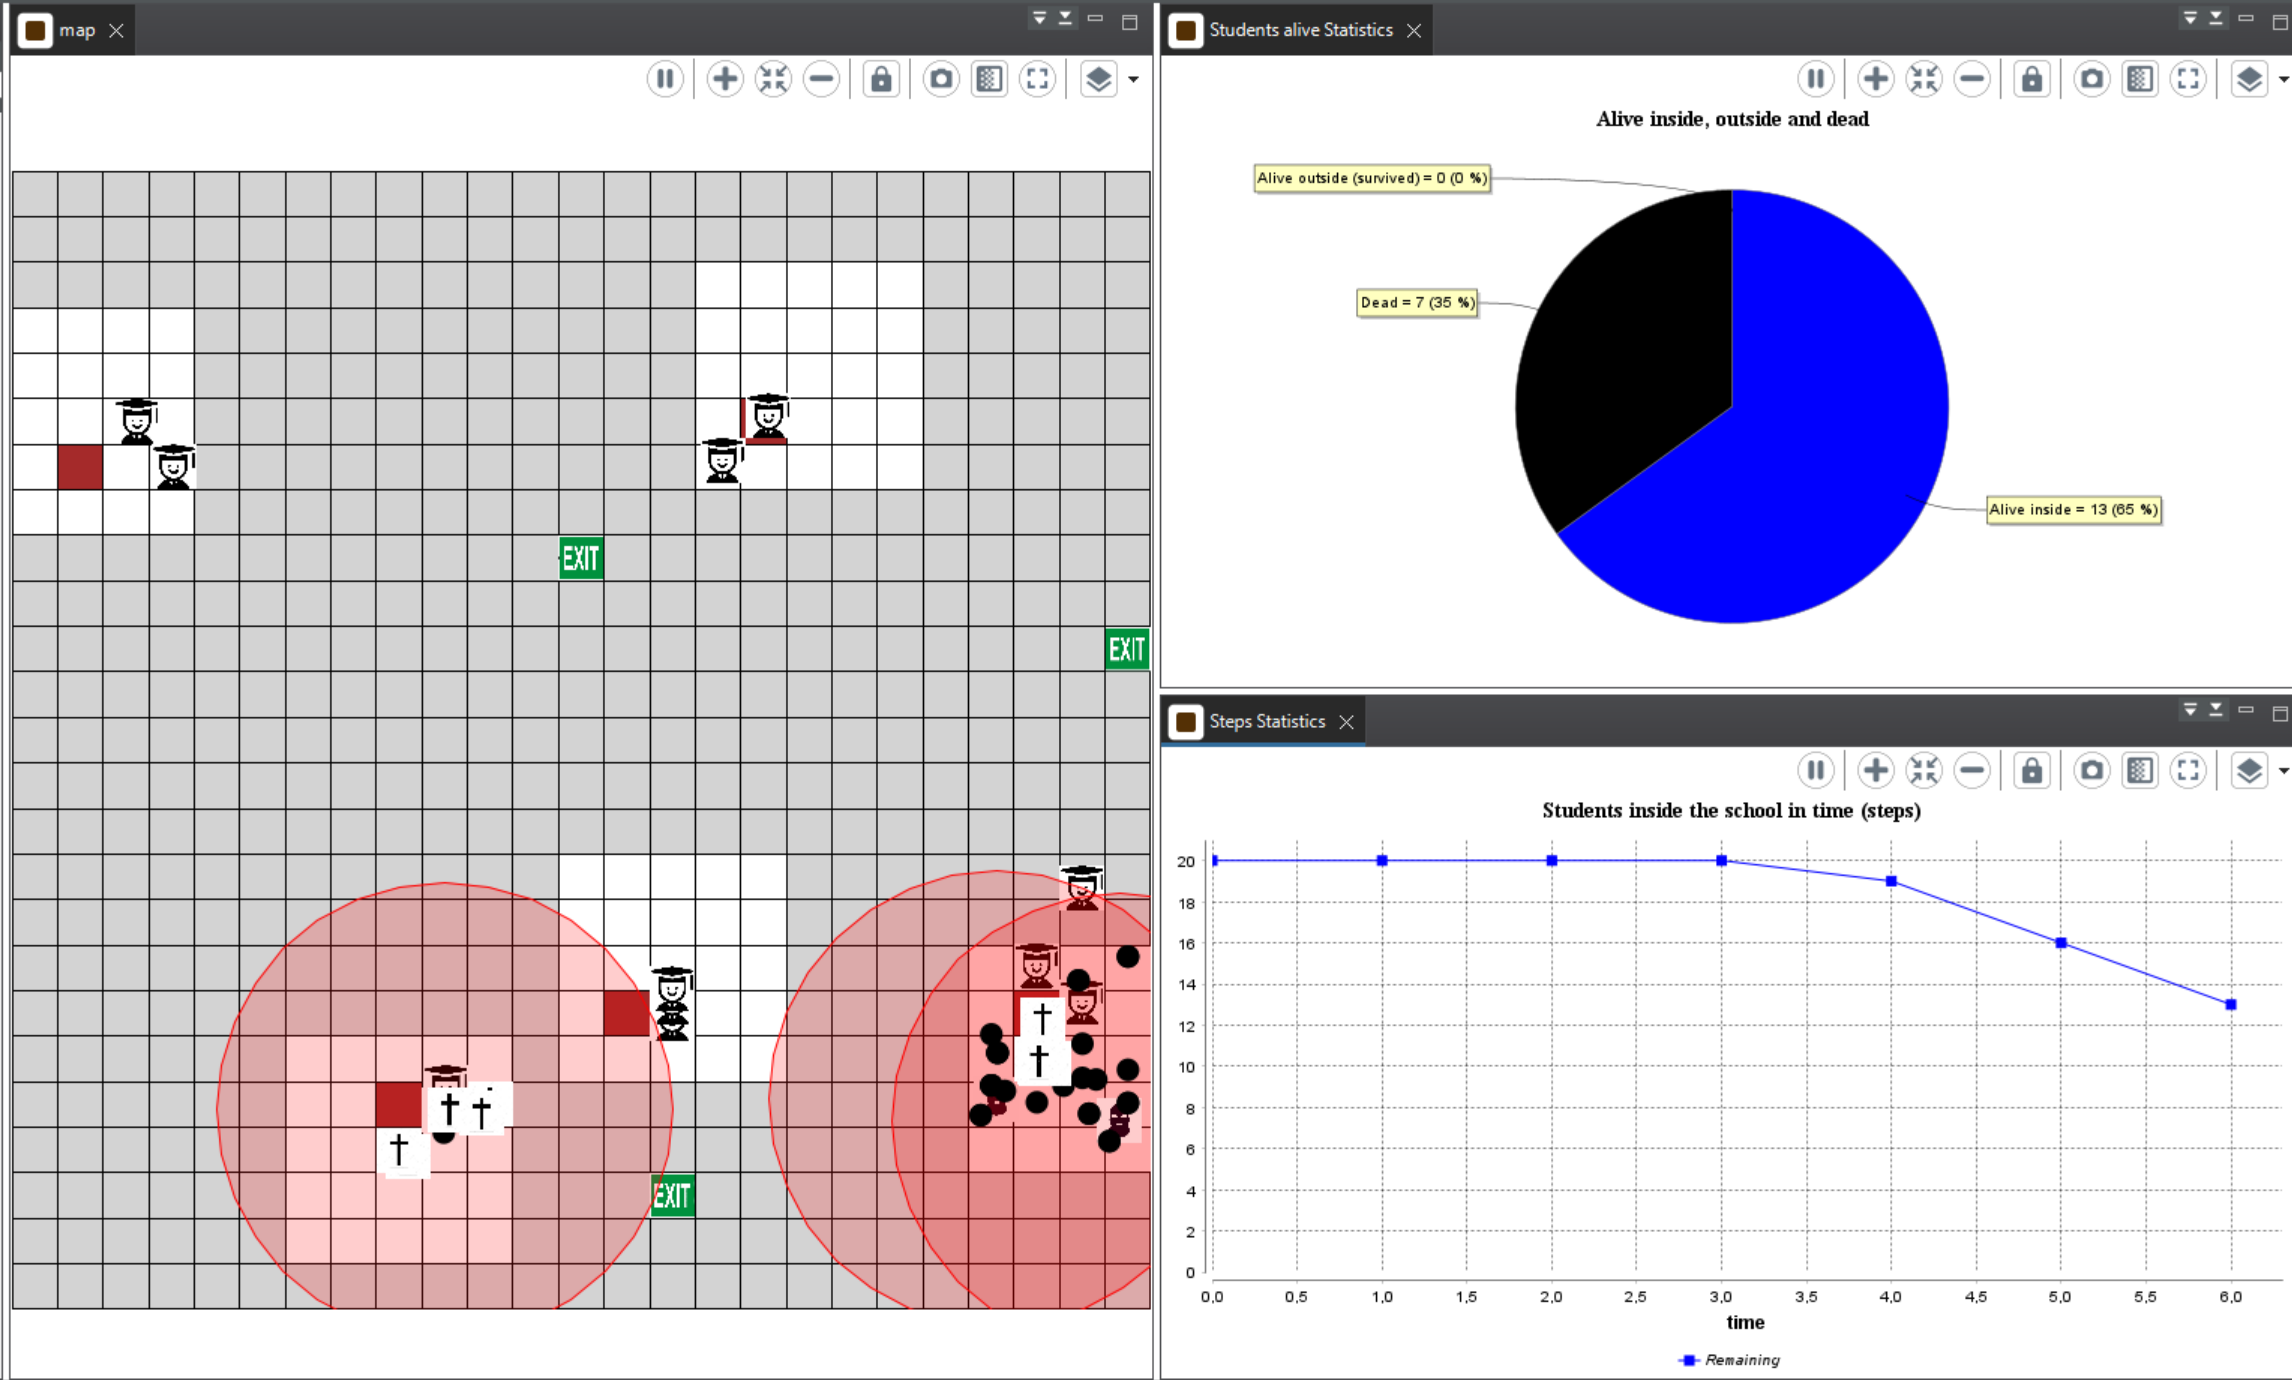 map
EXIT
EXIT
EXIT
Students alive Statistics
Alive inside, outside and dead
Alive outside (survived) = 0 (0 %)
Dead = 7 (35 %)
Alive inside = 13 (65 %)
Steps Statistics
Students inside the school in time (steps)
20
18
16
14
12
10
8
6
4
2
0
0,0 0,5 1,0 1,5 2,0 2,5 3,0 3,5 4,0 4,5 5,0 5,5 6,0
time
Remaining